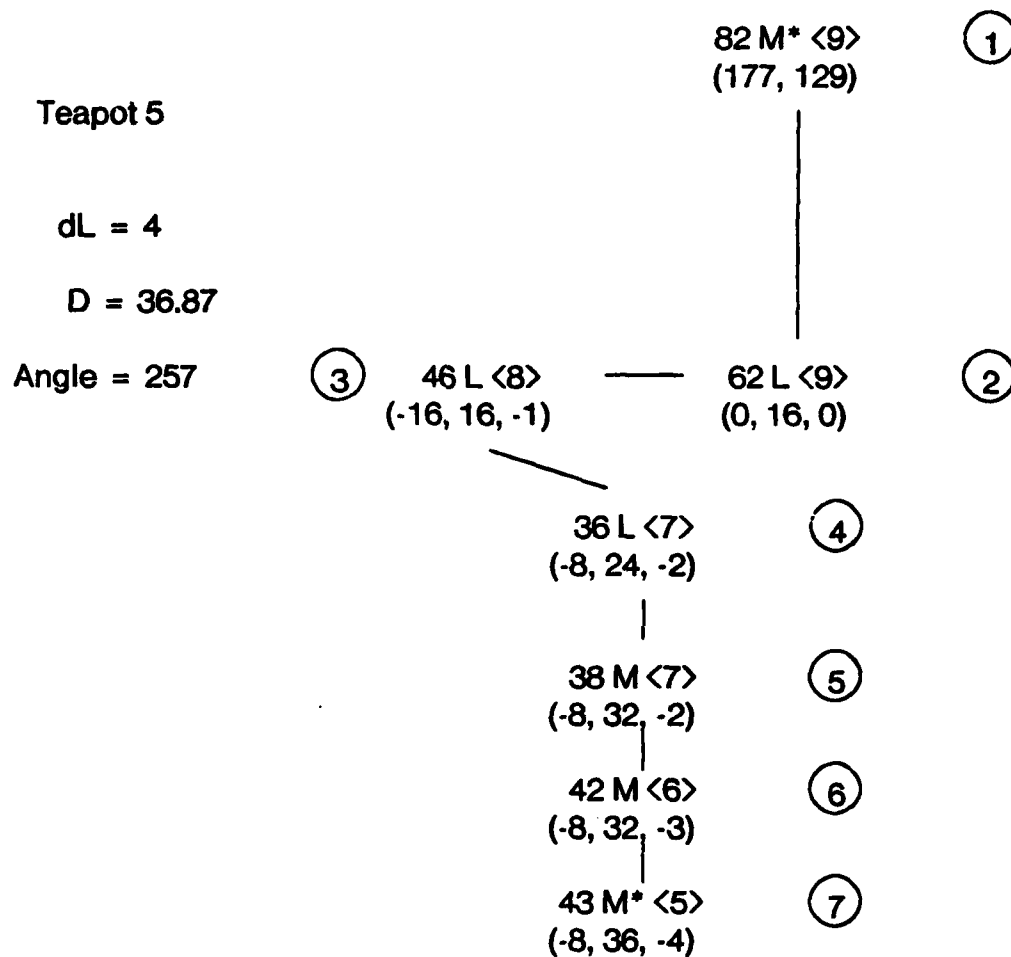 82 M* <9>
1
(177, 129)
Teapot 5
dL = 4
D = 36.87
Angle = 257
3
46 L <8>
62 L <9>
2
(-16, 16, -1)
(0, 16, 0)
36 L <7>
4
(-8, 24, -2)
38 M <7>
5
(-8, 32, -2)
42 M <6>
6
(-8, 32, -3)
43 M* <5>
7
(-8, 36, -4)